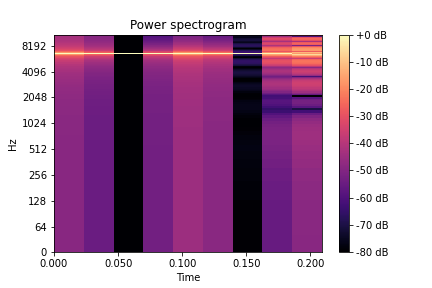 Power spectrogram
Hz
8192
4096
2048
1024
512
256
128
64
0
0.000 0.050 0.100 0.150 0.200
Time
+0 dB
-10 dB
-20 dB
-30 dB
-40 dB
-50 dB
-60 dB
-70 dB
-80 dB